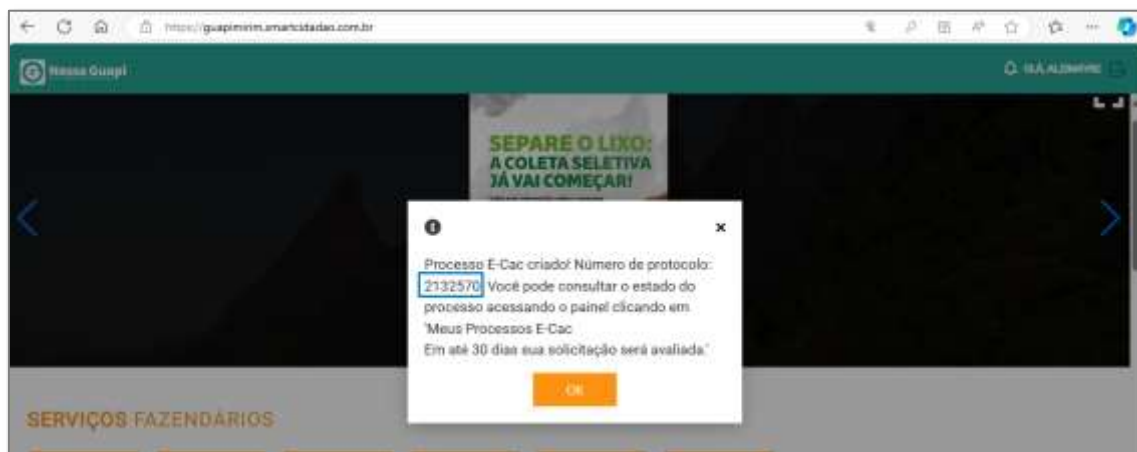 https://guapimirim.smartcidadao.com.br
Nossa Guapi
OLÁ,
SEPARE O LIXO:
A COLETA SELETIVA
JÁ VAI COMEÇAR!
Processo E-Cac criado! Número de protocolo:
2132570. Você pode consultar o estado do
processo acessando o painel clicando em
'Meus Processos E-Cac
Em até 30 dias sua solicitação será avaliada.'
OK
SERVIÇOS FAZENDÁRIOS